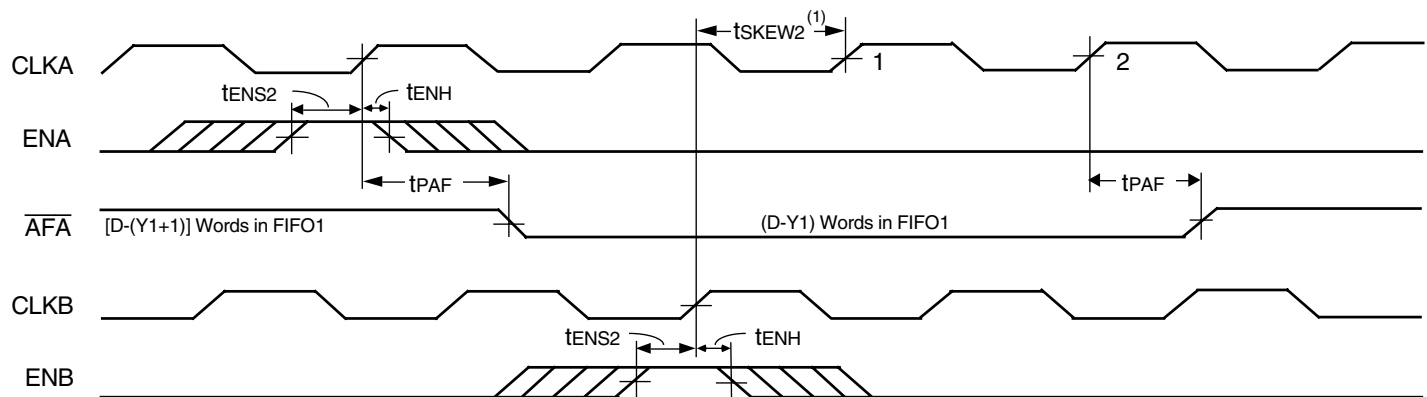 tSKEW2 (1)
CLKA
1
2
tENS2
tENH
ENA
tPAF
tPAF
AFA
[D-(Y1+1)] Words in FIFO1
(D-Y1) Words in FIFO1
CLKB
tENS2
tENH
ENB